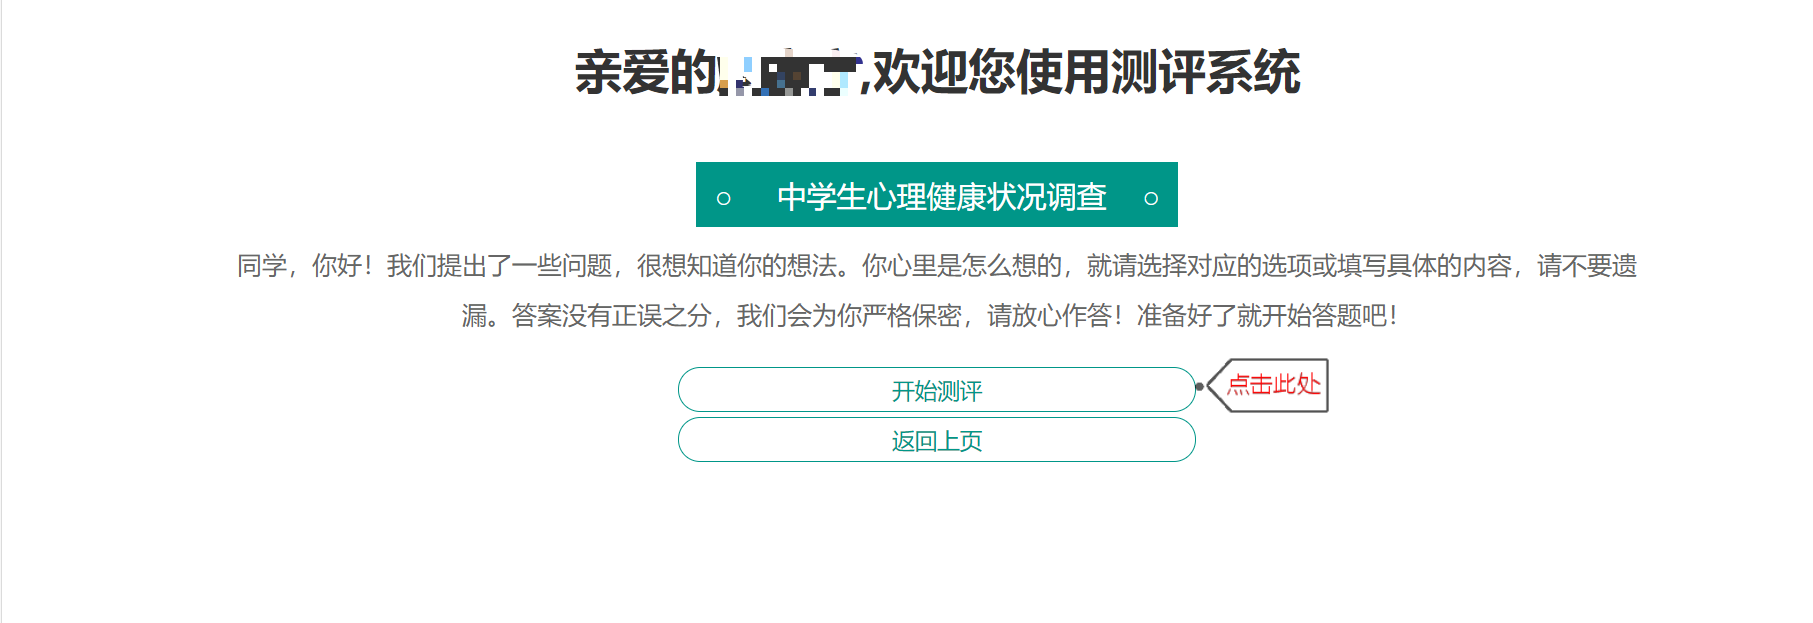 亲爱的,欢迎您使用测评系统
中学生心理健康状况调查
同学，你好！我们提出了一些问题，很想知道你的想法。你心里是怎么想的，就请选择对应的选项或填写具体的内容，请不要遗
漏。答案没有正误之分，我们会为你严格保密，请放心作答！准备好了就开始答题吧！
开始测评
点击此处
返回上页